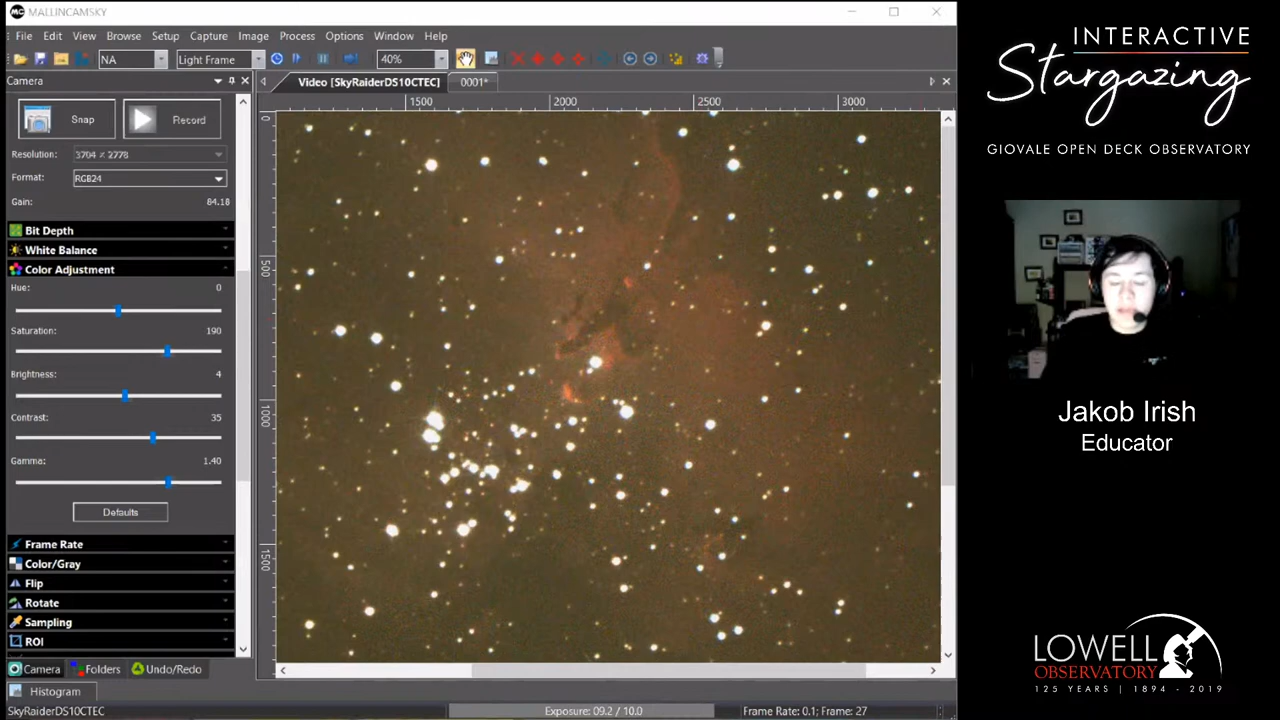 MALLINCAMSKY
File Edit View Browse Setup Capture Image Process Options Window Help
NA
Light Frame
40%
Camera
Video [SkyRaiderDS10CTEC]
0001*
1500 2000 2500 3000
0
500
1000
1500
Snap
Record
Resolution: 3704 × 2778
Format: RGB24
Gain: 84.18
Bit Depth
White Balance
Color Adjustment
Hue: 0
Saturation: 190
Brightness: 4
Contrast: 35
Gamma: 1.40
Defaults
Frame Rate
Color/Gray
Flip
Rotate
Sampling
ROI
Camera Folders Undo/Redo
Histogram
SkyRaiderDS10CTEC
Exposure: 09.2 / 10.0
Frame Rate: 0.1; Frame: 27
INTERACTIVE
Stargazing
GIOVALE OPEN DECK OBSERVATORY
Jakob Irish
Educator
LOWELL
OBSERVATORY
125 YEARS | 1894 - 2019